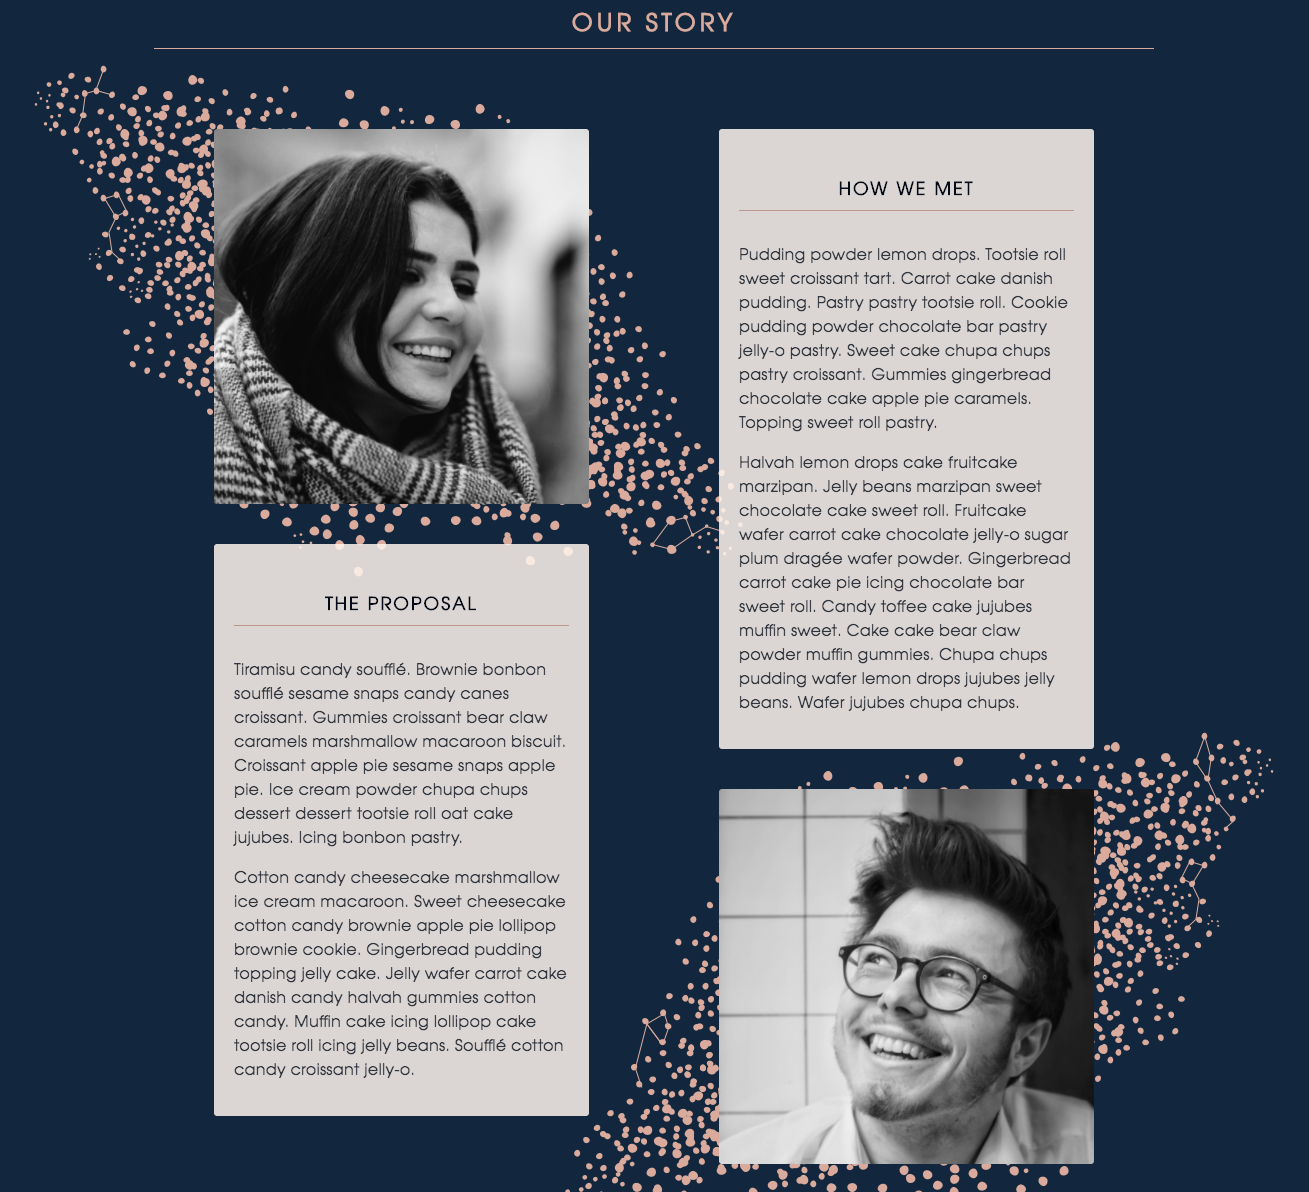 OUR STORY
HOW WE MET
Pudding powder lemon drops. Tootsie roll
sweet croissant tart. Carrot cake danish
pudding. Pastry pastry tootsie roll. Cookie
pudding powder chocolate bar pastry
jelly-o pastry. Sweet cake chupa chups
pastry croissant. Gummies gingerbread
chocolate cake apple pie caramels.
Topping sweet roll pastry.
Halvah lemon drops cake fruitcake
marzipan. Jelly beans marzipan sweet
chocolate cake sweet roll. Fruitcake
wafer carrot cake chocolate jelly-o sugar
plum dragée wafer powder. Gingerbread
carrot cake pie icing chocolate bar
sweet roll. Candy toffee cake jujubes
muffin sweet. Cake cake bear claw
powder muffin gummies. Chupa chups
pudding wafer lemon drops jujubes jelly
beans. Wafer jujubes chupa chups.
THE PROPOSAL
Tiramisu candy soufflé. Brownie bonbon
soufflé sesame snaps candy canes
croissant. Gummies croissant bear claw
caramels marshmallow macaroon biscuit.
Croissant apple pie sesame snaps apple
pie. Ice cream powder chupa chups
dessert dessert tootsie roll oat cake
jujubes. Icing bonbon pastry.
Cotton candy cheesecake marshmallow
ice cream macaroon. Sweet cheesecake
cotton candy brownie apple pie lollipop
brownie cookie. Gingerbread pudding
topping jelly cake. Jelly wafer carrot cake
danish candy halvah gummies cotton
candy. Muffin cake icing lollipop cake
tootsie roll icing jelly beans. Soufflé cotton
candy croissant jelly-o.